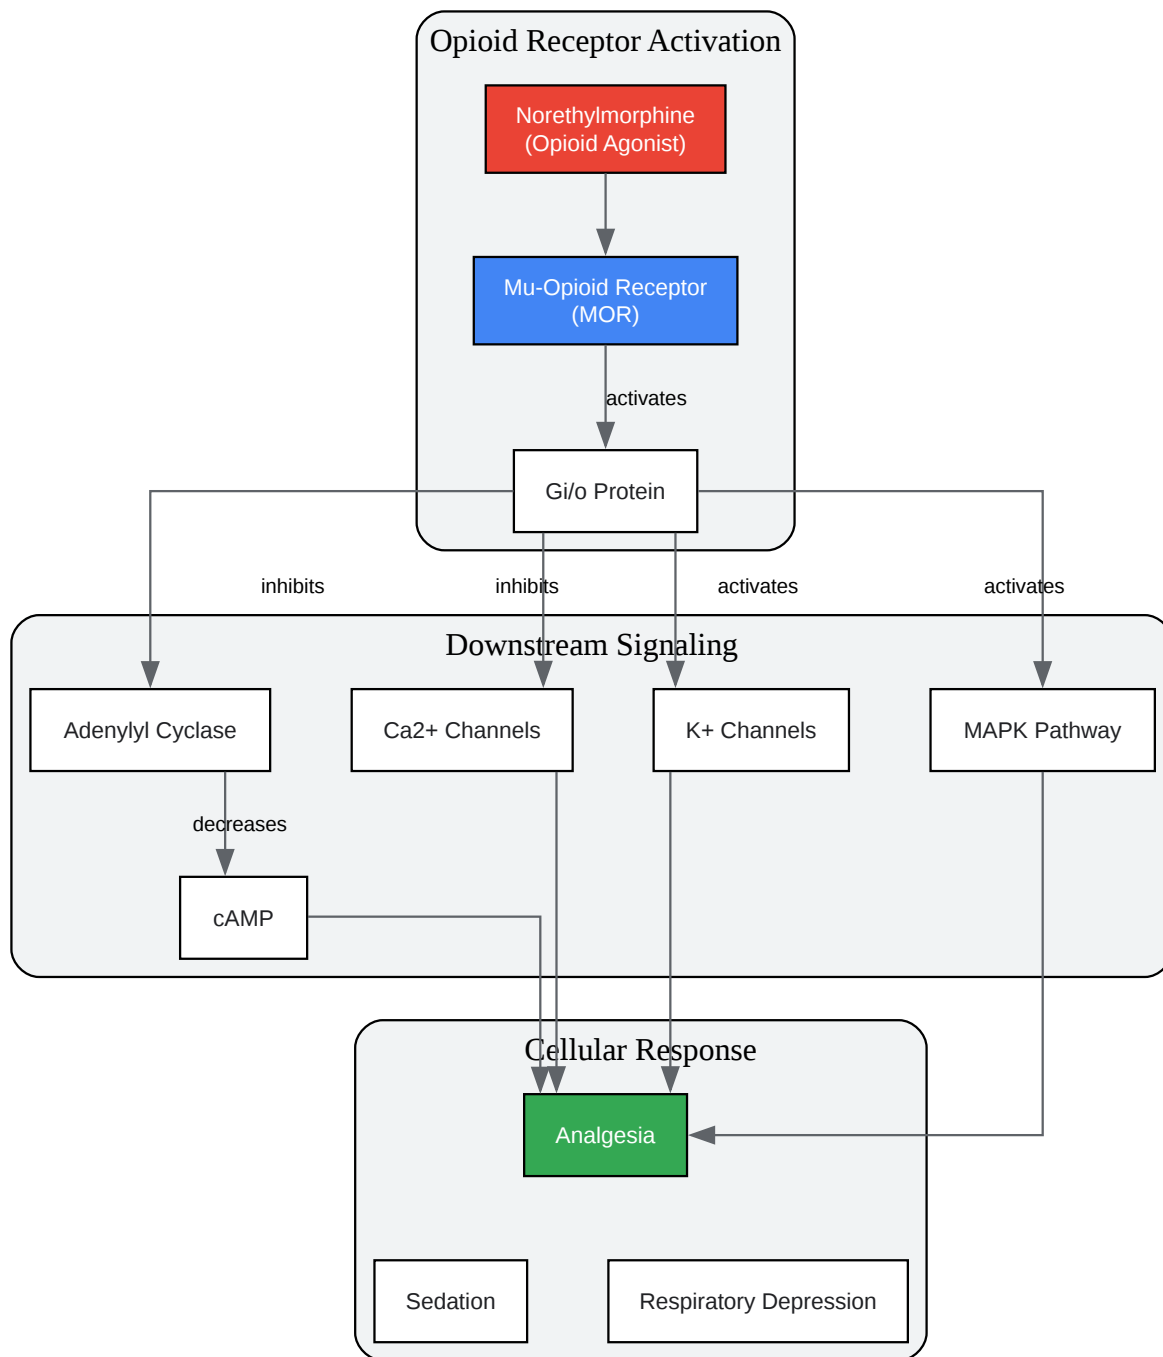 Opioid Receptor Activation
Norethylmorphine
(Opioid Agonist)
Mu-Opioid Receptor
(MOR)
activates
Gi/o Protein
inhibits
inhibits
activates
activates
Downstream Signaling
Adenylyl Cyclase
Ca2+ Channels
K+ Channels
MAPK Pathway
decreases
cAMP
Cellular Response
Analgesia
Sedation
Respiratory Depression